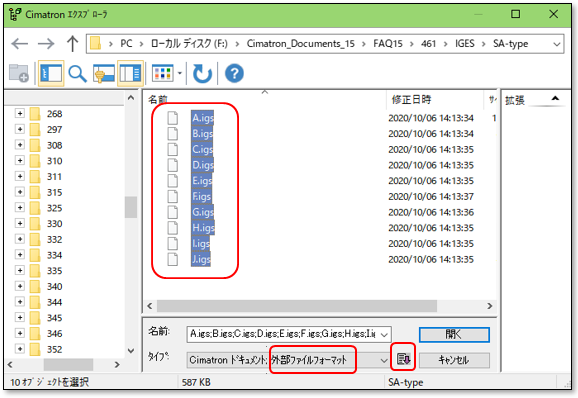 Cimatron ｴｸｽﾌﾟﾛｰﾗ
PC > ローカル ディスク (F:) > Cimatron_Documents_15 > FAQ15 > 461 > IGES > SA-type
268
297
308
310
311
315
325
330
332
334
335
340
344
345
346
352
名前 修正日時 ｻｲ
A.igs 2020/10/06 14:13:34 1
B.igs 2020/10/06 14:13:34
C.igs 2020/10/06 14:13:35
D.igs 2020/10/06 14:13:35
E.igs 2020/10/06 14:13:35
F.igs 2020/10/06 14:13:37
G.igs 2020/10/06 14:13:36
H.igs 2020/10/06 14:13:35
I.igs 2020/10/06 14:13:35
J.igs 2020/10/06 14:13:35
拡張
名前: A.igs;B.igs;C.igs;D.igs;E.igs;F.igs;G.igs;H.igs;I.ig 開く
ﾀｲﾌﾟ: Cimatron ﾄﾞｷｭﾒﾝﾄ; 外部ファイルフォーマット ｷｬﾝｾﾙ
10 ｵﾌﾞｼﾞｪｸﾄを選択 587 KB SA-type